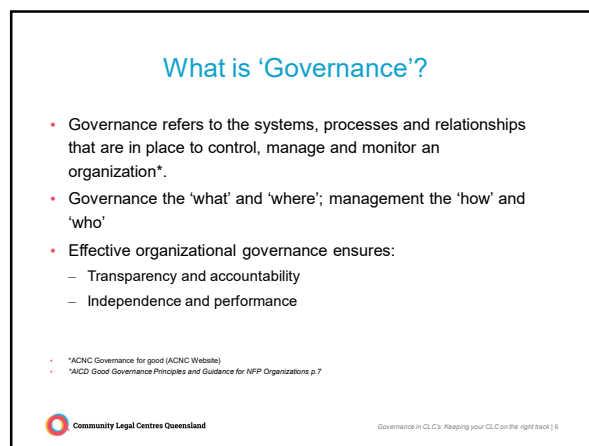 What is ‘Governance’?
• Governance refers to the systems, processes and relationships
that are in place to control, manage and monitor an
organization*.
• Governance the ‘what’ and ‘where’; management the ‘how’ and
‘who’
• Effective organizational governance ensures:
– Transparency and accountability
– Independence and performance
• *ACNC Governance for good (ACNC Website)
• *AICD Good Governance Principles and Guidance for NFP Organizations p.7
Community Legal Centres Queensland
Governance in CLC's: Keeping your CLC on the right track | 6